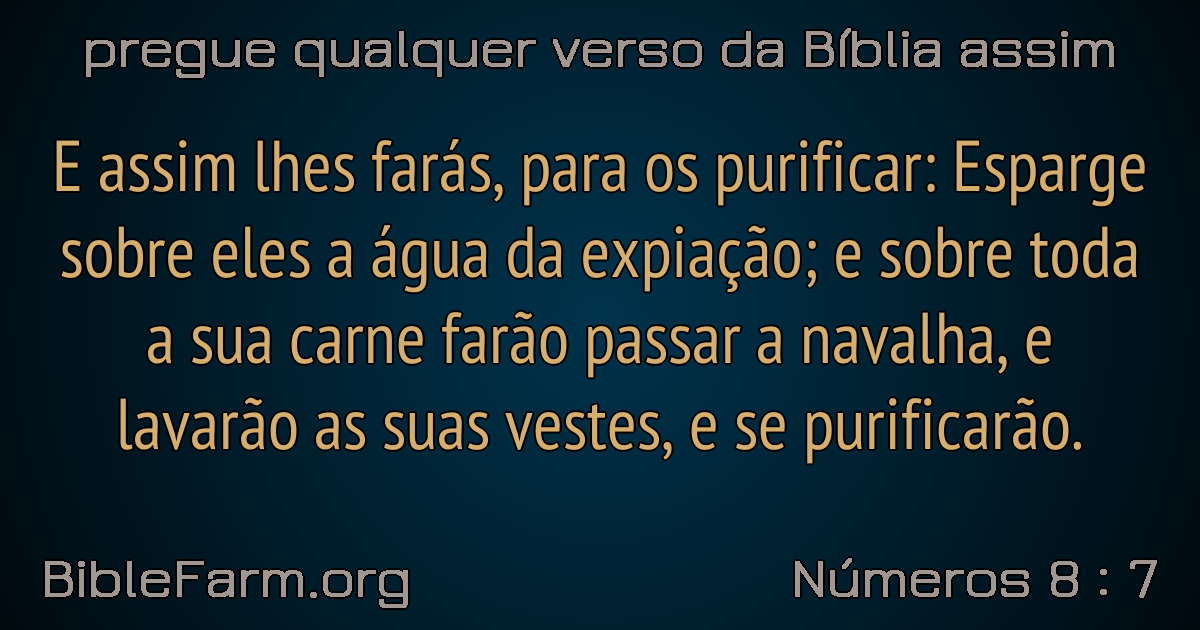 pregue qualquer verso da Bíblia assim
E assim lhes farás, para os purificar: Esparge
sobre eles a água da expiação; e sobre toda
a sua carne farão passar a navalha, e
lavarão as suas vestes, e se purificarão.
BibleFarm.org
Números 8 : 7